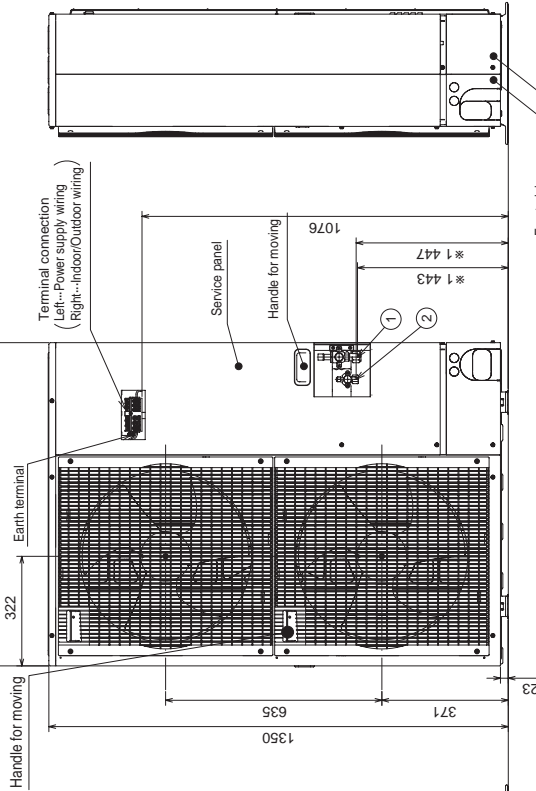 Terminal connection
Left···Power supply wiring
Right···Indoor/Outdoor wiring
Service panel
Handle for moving
1076
※1 447
※1 443
1
2
Earth terminal
322
Handle for moving
635
371
1350
23